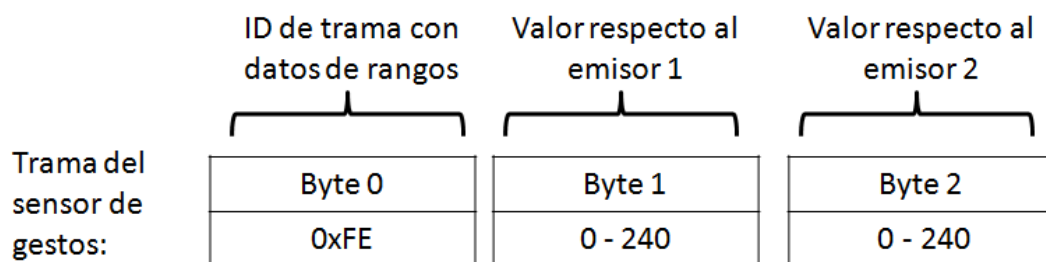 ID de trama con
datos de rangos
Valor respecto al
emisor 1
Valor respecto al
emisor 2
Trama del
sensor de
gestos:
Byte 0
Byte 1
Byte 2
0xFE
0 - 240
0 - 240